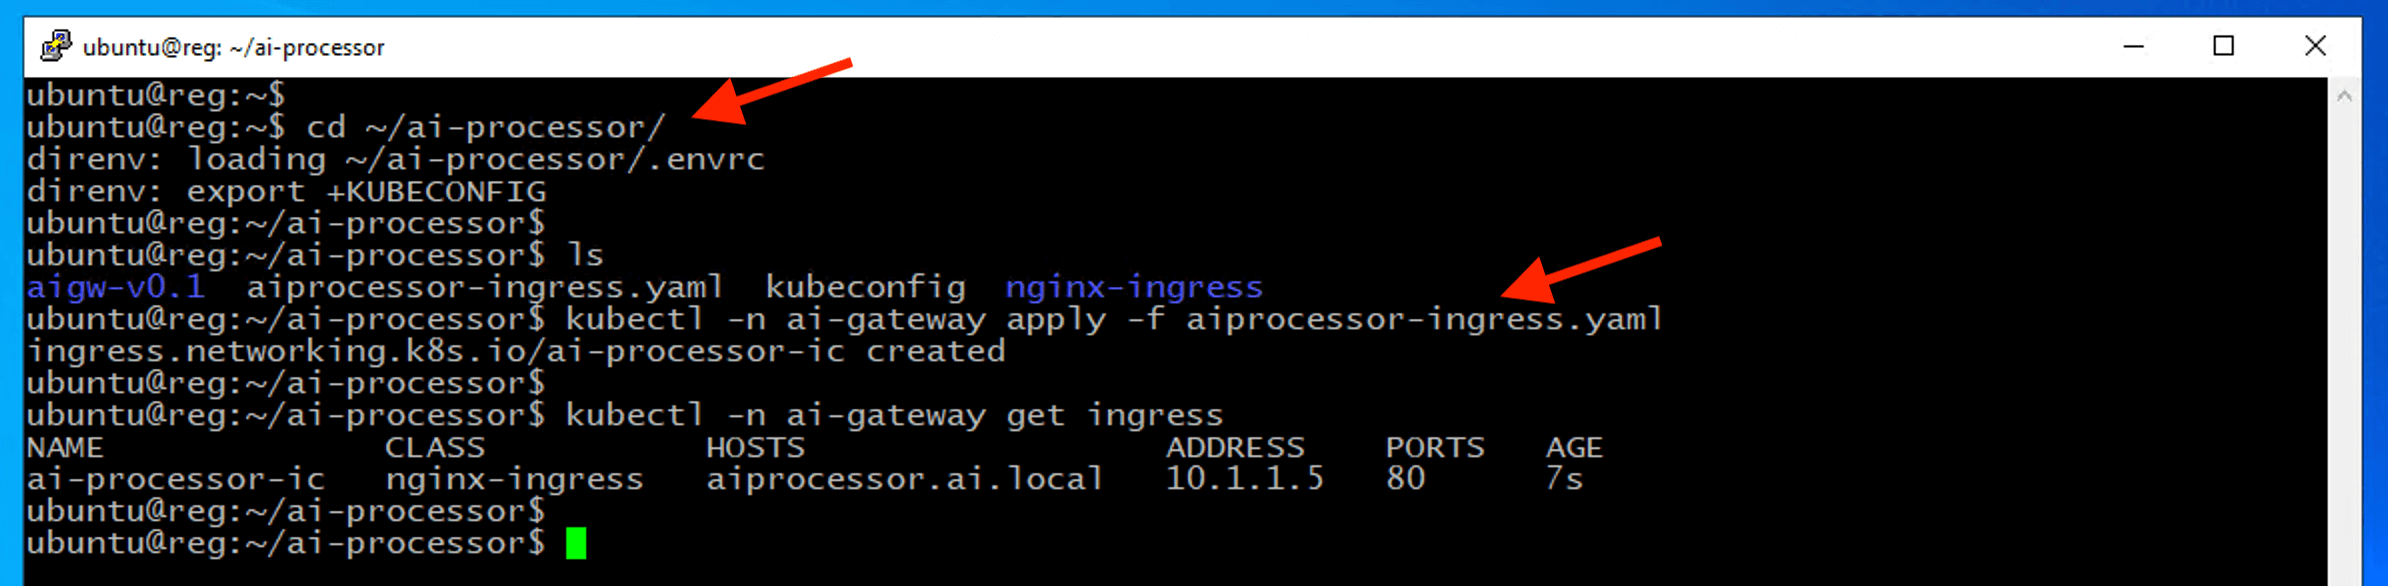 ubuntu@reg: ~/ai-processor
ubuntu@reg:~$
ubuntu@reg:~$ cd ~/ai-processor/
direnv: loading ~/ai-processor/.envrc
direnv: export +KUBECONFIG
ubuntu@reg:~/ai-processor$
ubuntu@reg:~/ai-processor$ ls
aigw-v0.1  aiprocessor-ingress.yaml  kubeconfig  nginx-ingress
ubuntu@reg:~/ai-processor$ kubectl -n ai-gateway apply -f aiprocessor-ingress.yaml
ingress.networking.k8s.io/ai-processor-ic created
ubuntu@reg:~/ai-processor$
ubuntu@reg:~/ai-processor$ kubectl -n ai-gateway get ingress
NAME              CLASS           HOSTS                  ADDRESS    PORTS   AGE
ai-processor-ic   nginx-ingress   aiprocessor.ai.local   10.1.1.5   80      7s
ubuntu@reg:~/ai-processor$
ubuntu@reg:~/ai-processor$